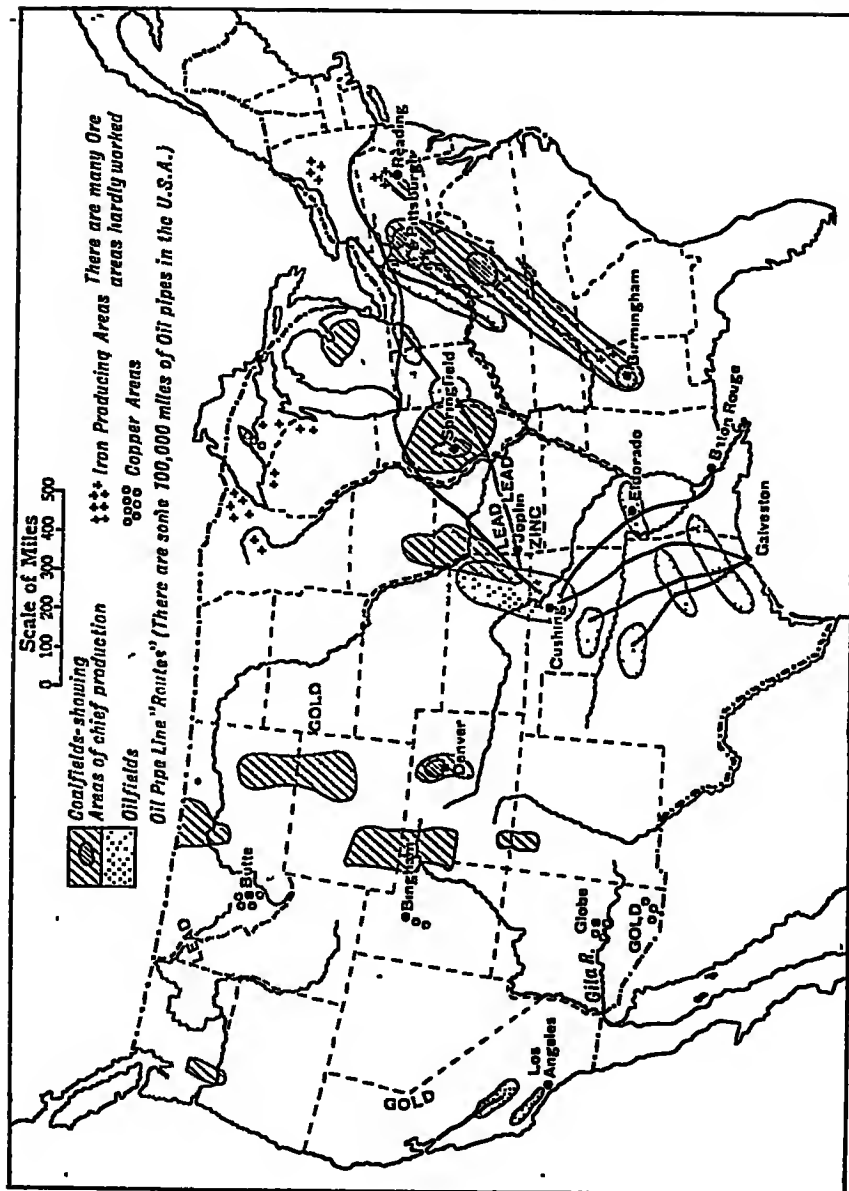 Scale of Miles
0 100 200 300 400 500
Coalfields-showing
Areas of chief production
Oilfields
Iron Producing Areas There are many Ore
areas hardly worked
Copper Areas
Oil Pipe Line "Routes" (There are some 100,000 miles of Oil pipes in the U.S.A.)
LEAD
Butte
GOLD
Bingham
Denver
GOLD
Los
Angeles
Gila R.
Globe
GOLD
Springfield
Pittsburgh
Reading
LEAD LEAD
Joplin
ZINC
Cushing
Eldorado
Birmingham
Baton Rouge
Galveston